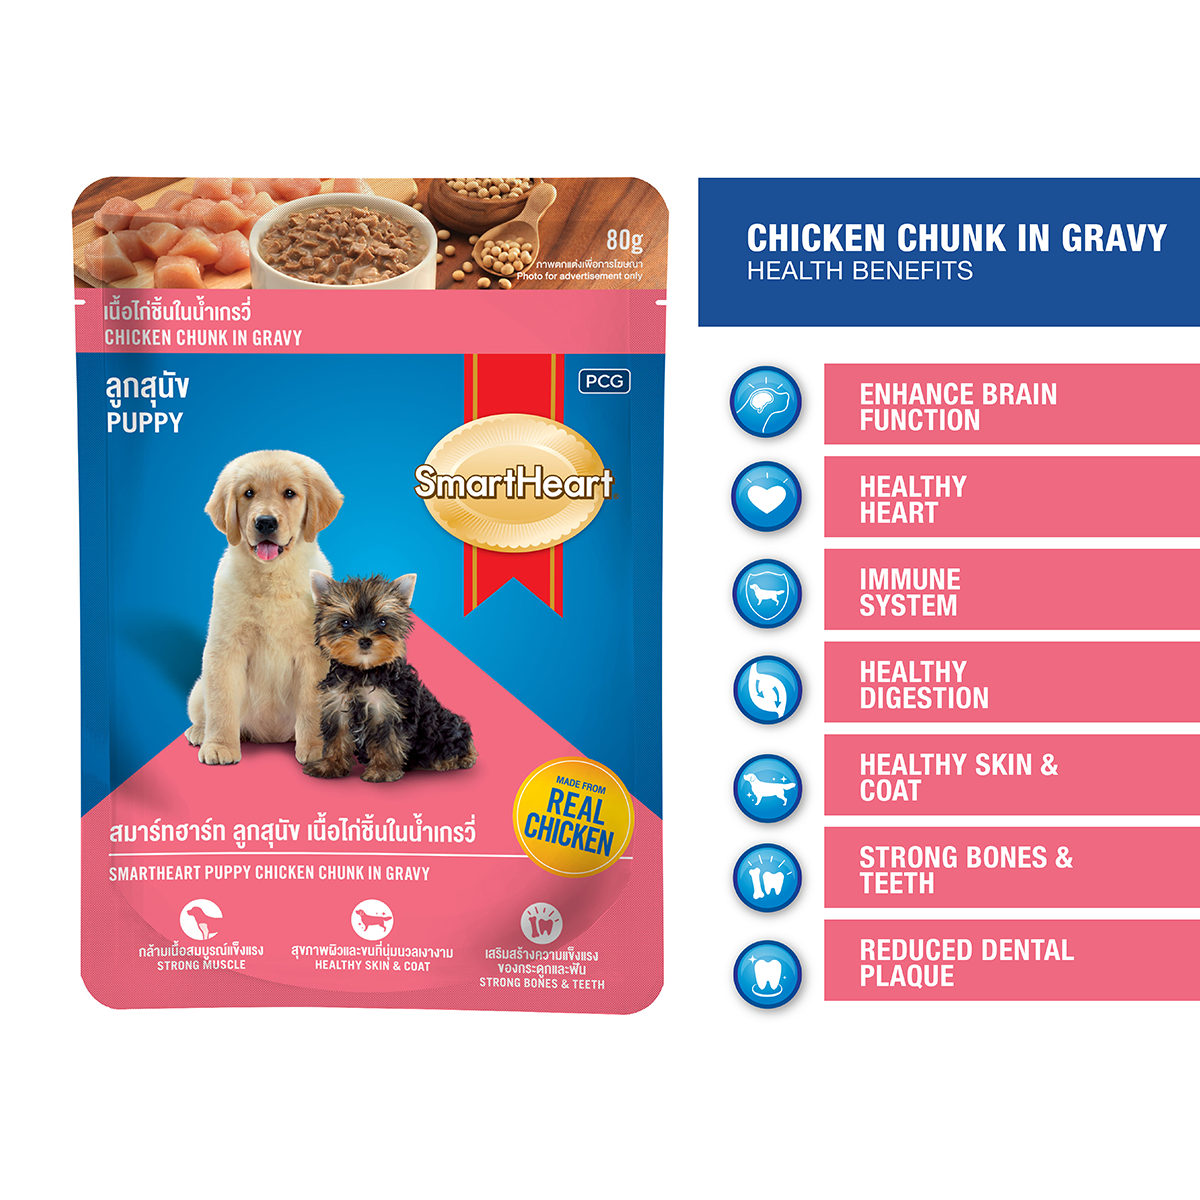 80g
ภาพตกแต่งเพื่อการโฆษณา
Photo for advertisement only
เนื้อไก่ชิ้นในน้ำเกรวี่
CHICKEN CHUNK IN GRAVY
ลูกสุนัข
PUPPY
PCG
SmartHeart
MADE FROM
REAL
CHICKEN
สมาร์ทฮาร์ท ลูกสุนัข เนื้อไก่ชิ้นในน้ำเกรวี่
SMARTHEART PUPPY CHICKEN CHUNK IN GRAVY
กล้ามเนื้อสมบูรณ์แข็งแรง
STRONG MUSCLE
สุขภาพผิวและขนที่นุ่มนวลเงางาม
HEALTHY SKIN & COAT
เสริมสร้างความแข็งแรง
ของกระดูกและฟัน
STRONG BONES & TEETH
CHICKEN CHUNK IN GRAVY
HEALTH BENEFITS
ENHANCE BRAIN
FUNCTION
HEALTHY
HEART
IMMUNE
SYSTEM
HEALTHY
DIGESTION
HEALTHY SKIN &
COAT
STRONG BONES &
TEETH
REDUCED DENTAL
PLAQUE